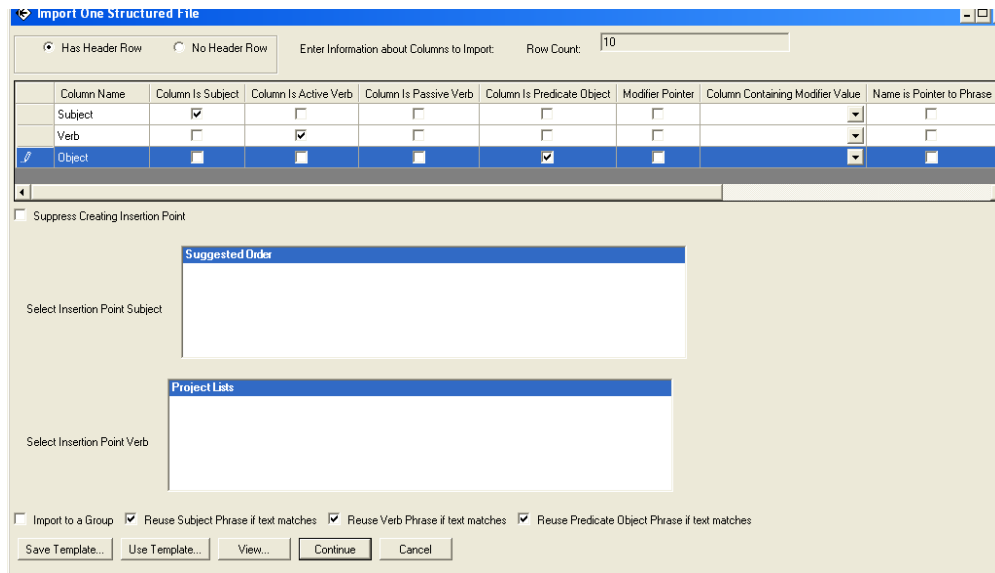 Import One Structured File
Has Header Row No Header Row Enter Information about Columns to Import: Row Count: 10
Column Name Column Is Subject Column Is Active Verb Column Is Passive Verb Column Is Predicate Object Modifier Pointer Column Containing Modifier Value Name is Pointer to Phrase
Subject
Verb
Object
Suppress Creating Insertion Point
Suggested Order
Select Insertion Point Subject
Project Lists
Select Insertion Point Verb
Import to a Group Reuse Subject Phrase if text matches Reuse Verb Phrase if text matches Reuse Predicate Object Phrase if text matches
Save Template... Use Template... View... Continue Cancel